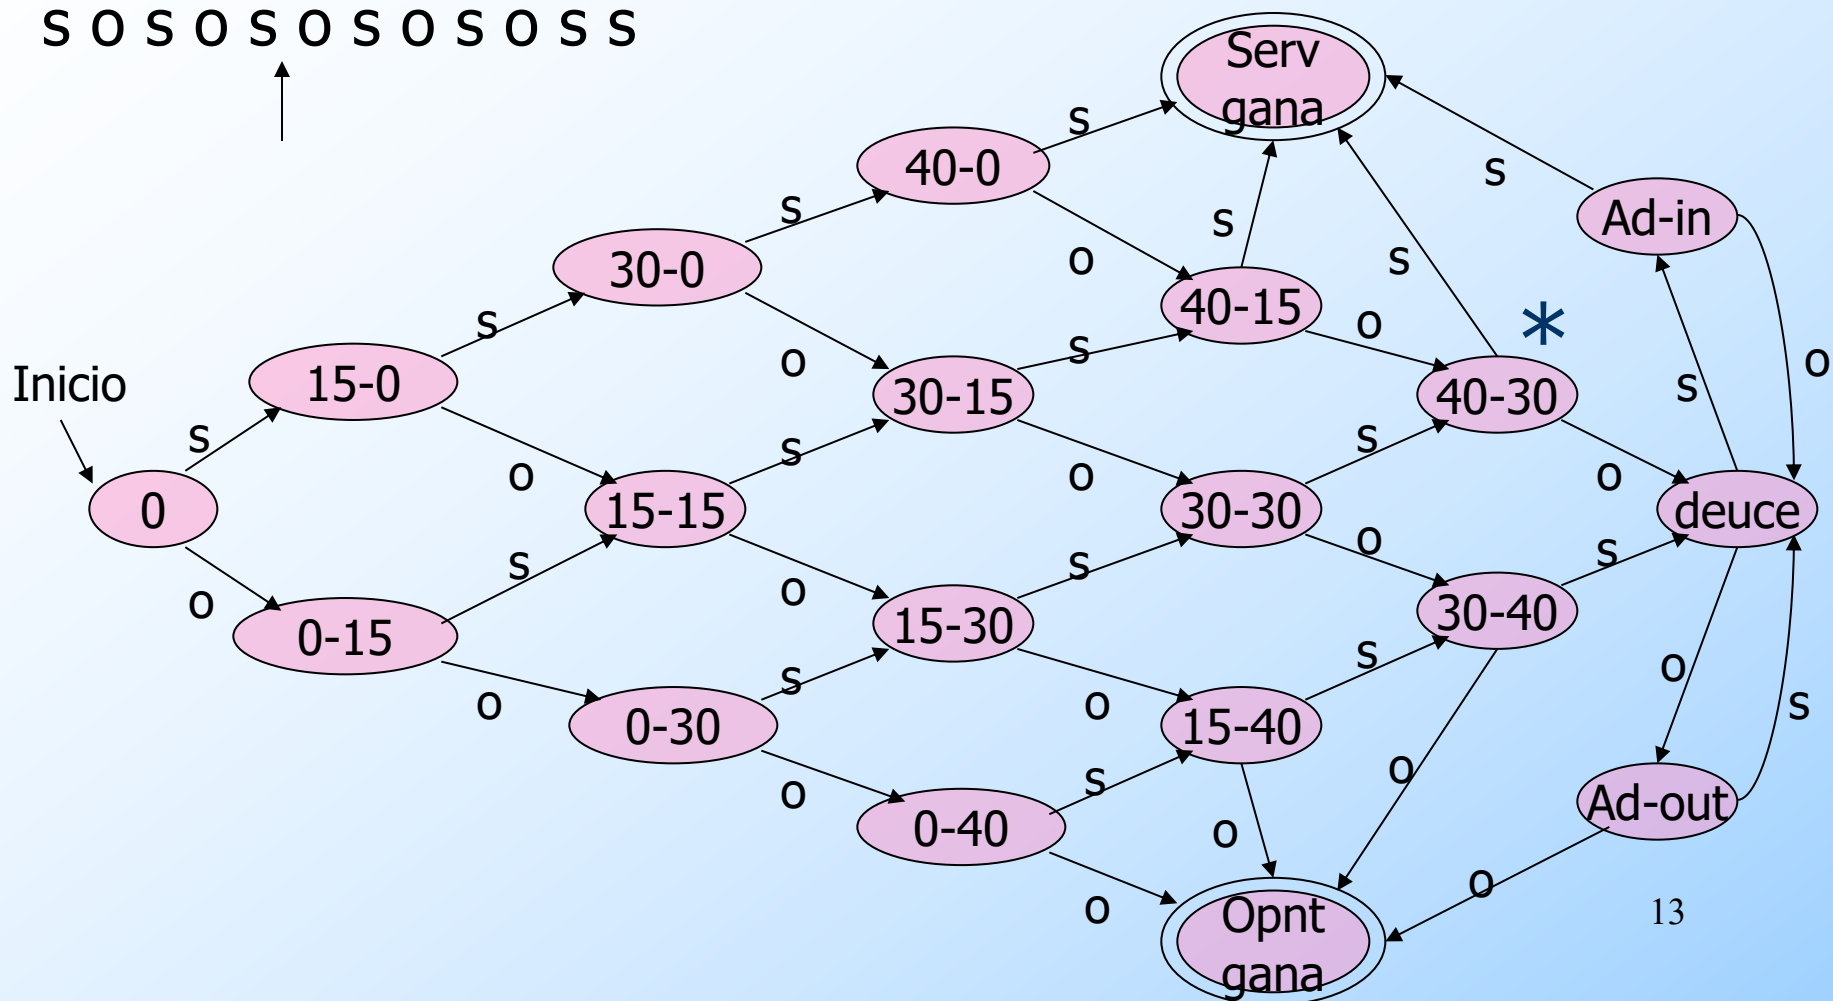 s o s o s o s o s o s s
Serv
gana
s
40-0
s
s
Ad-in
s
30-0
s
s
o
40-15
o
*
s
o
s
15-0
o
s
30-15
40-30
s
o
Inicio
s
o
s
o
s
o
0
15-15
30-30
deuce
s
o
s
o
s
o
0-15
o
15-30
30-40
s
o
s
o
s
o
0-30
15-40
s
o
s
o
o
0-40
o
Ad-out
o
o
Opnt
gana
13